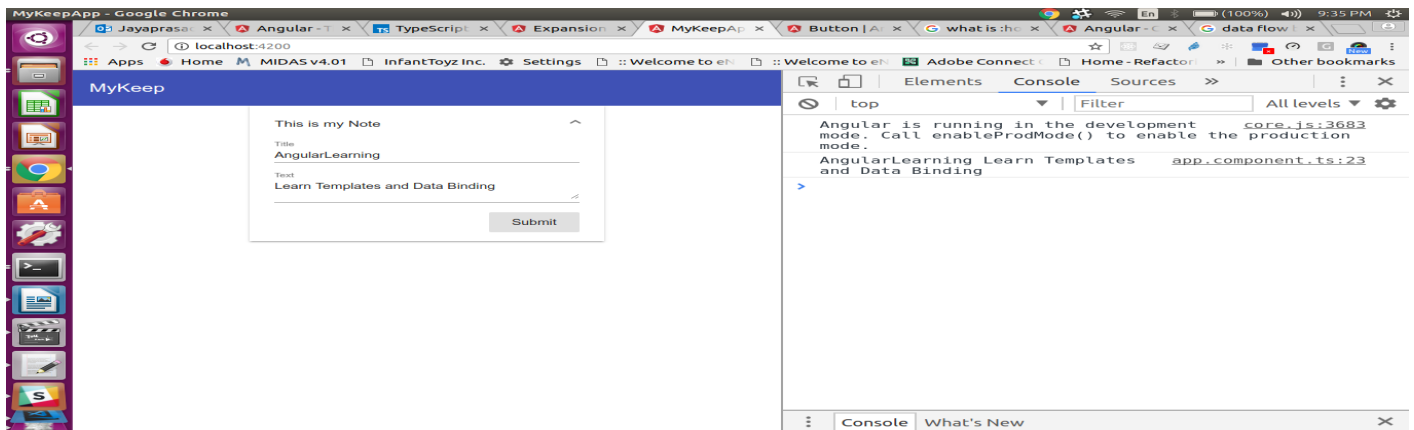 MyKeepApp - Google Chrome
En (100%) 9:35 PM
Jayaprasa Angular - T TypeScript Expansion MyKeepAp Button | A what is :ho Angular - C data flow
localhost:4200
Apps Home MIDAS v4.01 InfantToyz Inc. Settings :: Welcome to eN :: Welcome to eN Adobe Connect Home - Refactor » Other bookmarks
MyKeep
This is my Note
Title
AngularLearning
Text
Learn Templates and Data Binding
Submit
Elements Console Sources »
top Filter All levels
Angular is running in the development core.js:3683
mode. Call enableProdMode() to enable the production
mode.
AngularLearning Learn Templates app.component.ts:23
and Data Binding
>
Console What's New